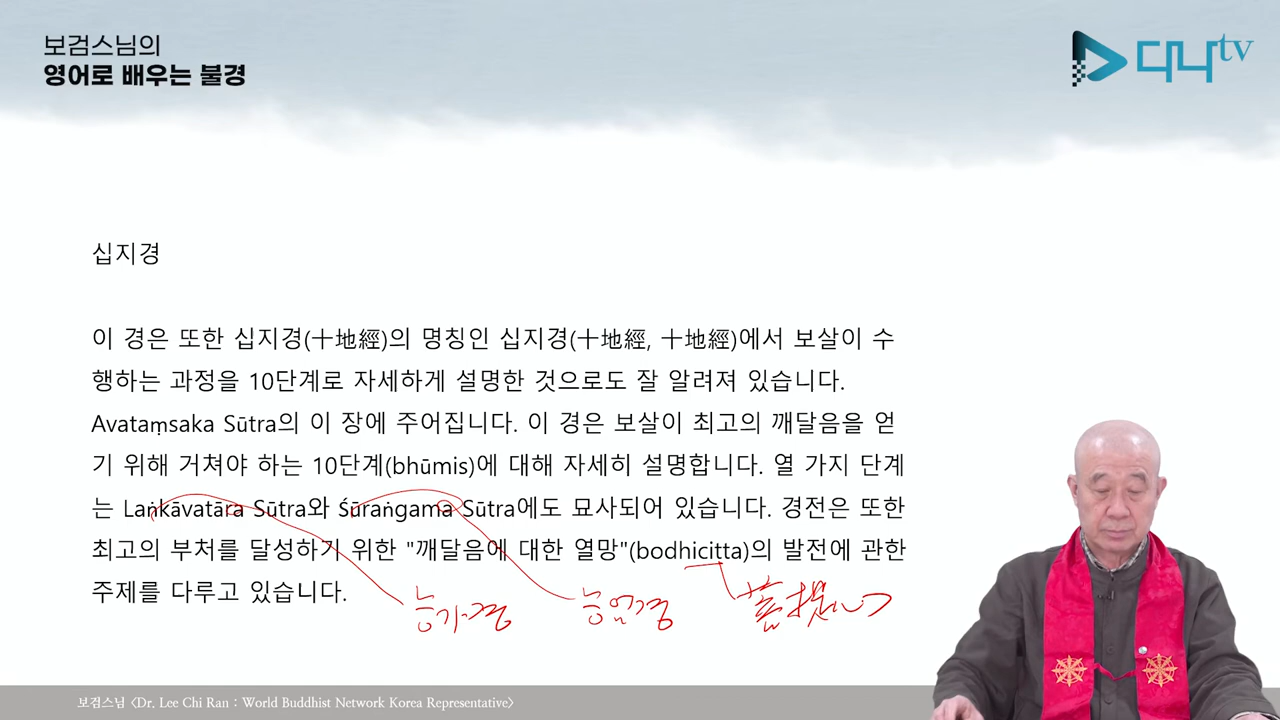 보검스님의
영어로 배우는 불경
디나tv
십지경
이 경은 또한 십지경(十地經)의 명칭인 십지경(十地經, 十地經)에서 보살이 수
행하는 과정을 10단계로 자세하게 설명한 것으로도 잘 알려져 있습니다.
Avataṃsaka Sūtra의 이 장에 주어집니다. 이 경은 보살이 최고의 깨달음을 얻
기 위해 거쳐야 하는 10단계(bhūmis)에 대해 자세히 설명합니다. 열 가지 단계
는 Laṅkāvatāra Sūtra와 Śūraṅgama Sūtra에도 묘사되어 있습니다. 경전은 또한
최고의 부처를 달성하기 위한 "깨달음에 대한 열망"(bodhicitta)의 발전에 관한
주제를 다루고 있습니다.
능가경 능엄경 菩提心
보검스님 <Dr. Lee Chi Ran : World Buddhist Network Korea Representative>